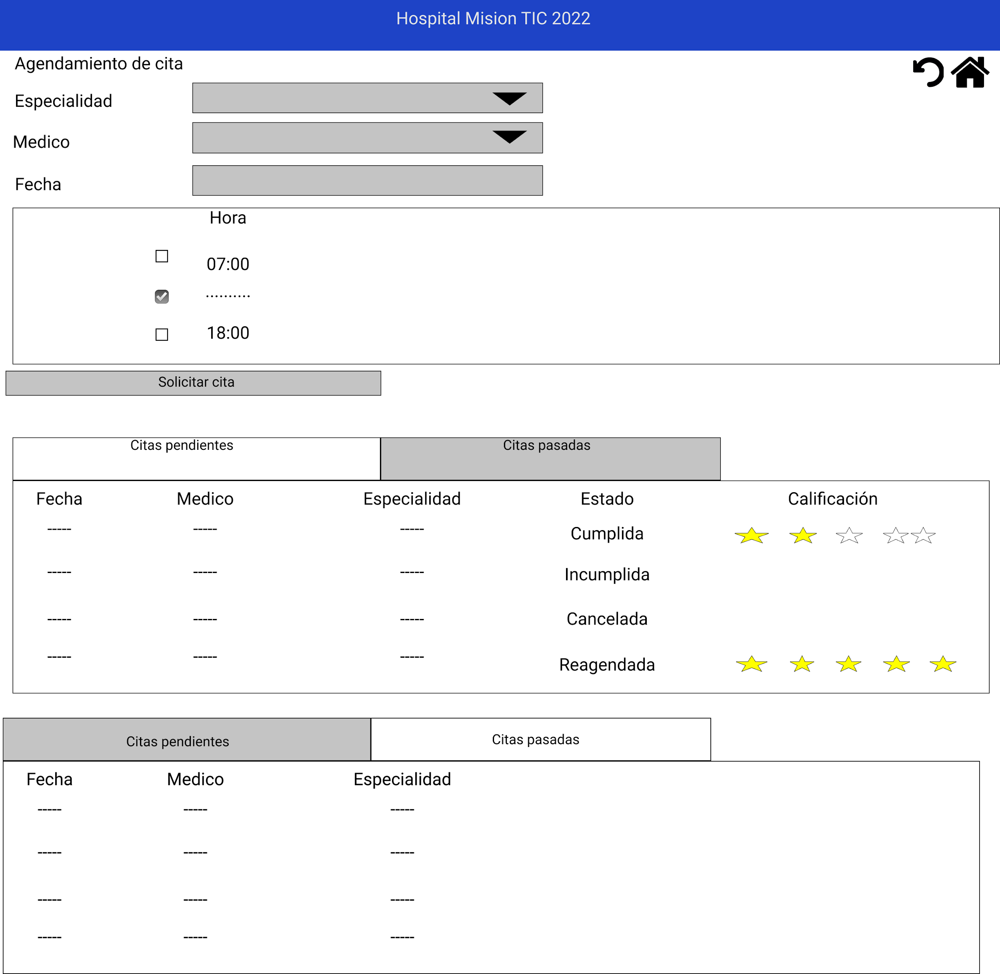 Hospital Mision TIC 2022
Agendamiento de cita
Especialidad
Medico
Fecha
Hora
07:00
..........
18:00
Solicitar cita
Citas pendientes Citas pasadas
Fecha Medico Especialidad Estado Calificación
----- ----- ----- Cumplida
----- ----- ----- Incumplida
----- ----- ----- Cancelada
----- ----- ----- Reagendada
Citas pendientes Citas pasadas
Fecha Medico Especialidad
----- ----- -----
----- ----- -----
----- ----- -----
----- ----- -----